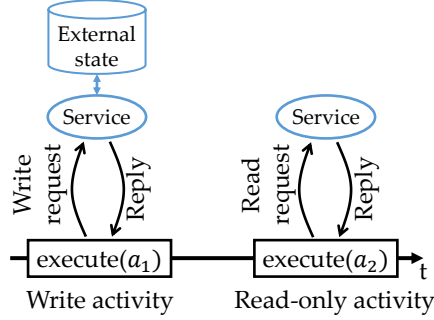 External
state
Service
Service
Write
request
Reply
Read
request
Reply
execute(a₁)
execute(a₂)
t
Write activity
Read-only activity